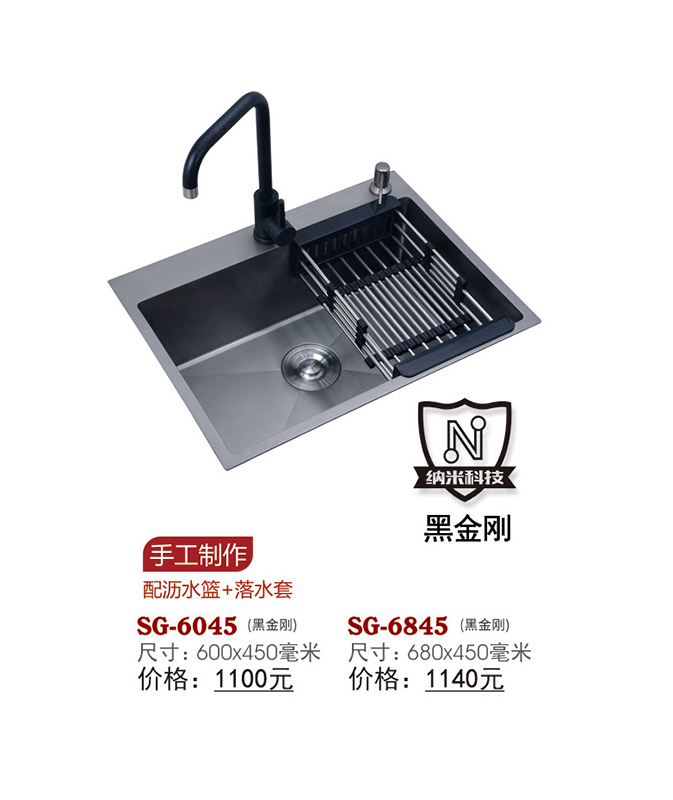 N
纳米科技
黑金刚
手工制作
配沥水篮+落水套
SG-6045 (黑金刚) SG-6845 (黑金刚)
尺寸: 600x450毫米 尺寸: 680x450毫米
价格: 1100元 价格: 1140元